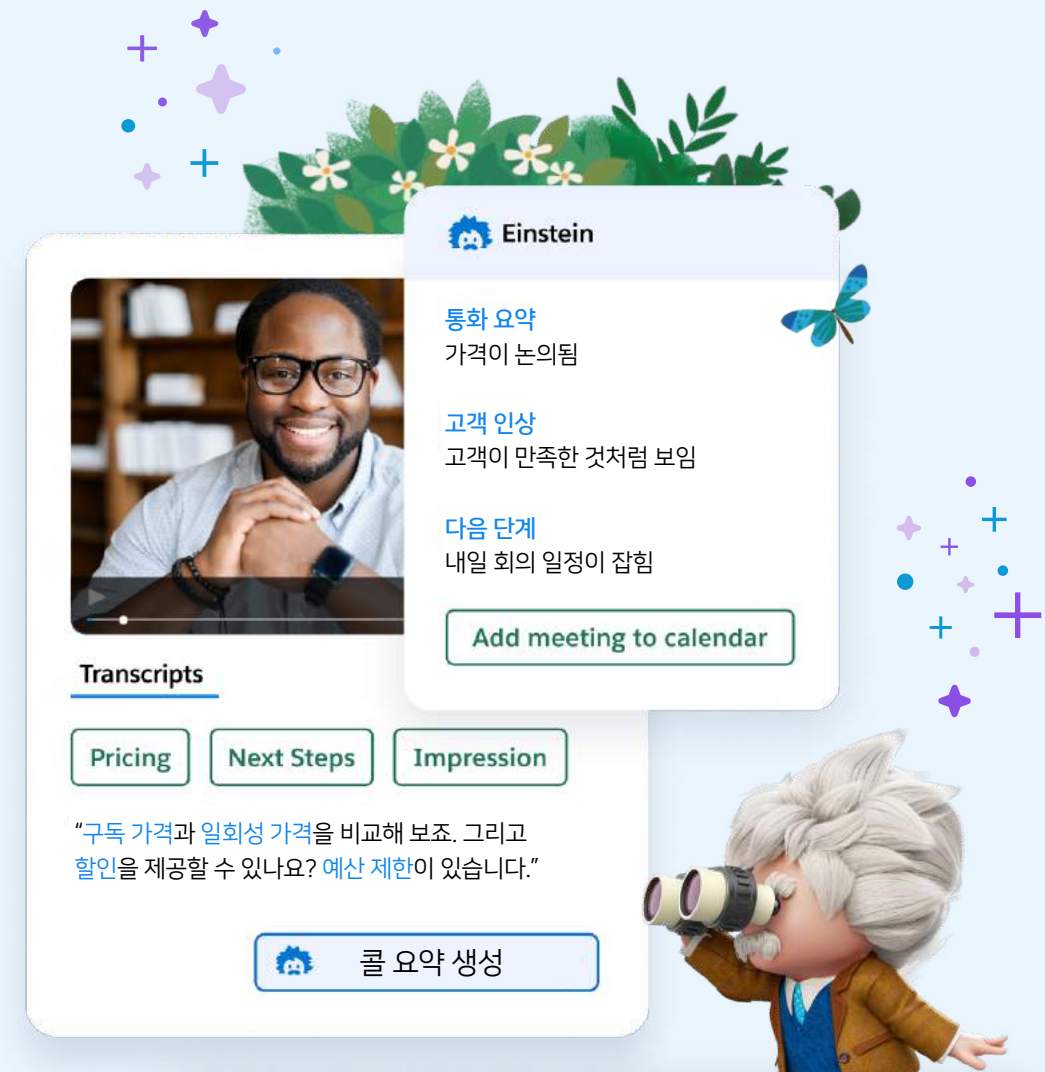 Einstein
통화 요약
가격이 논의됨
고객 인상
고객이 만족한 것처럼 보임
다음 단계
내일 회의 일정이 잡힘
Add meeting to calendar
Transcripts
Pricing
Next Steps
Impression
“구독 가격과 일회성 가격을 비교해 보죠. 그리고
할인을 제공할 수 있나요? 예산 제한이 있습니다.”
콜 요약 생성